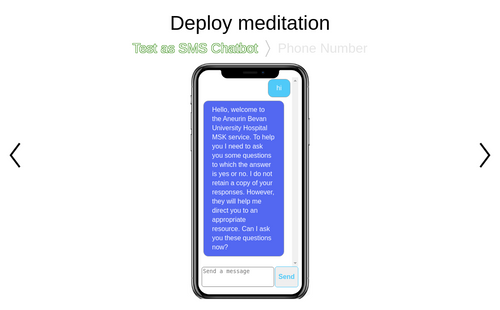 Deploy meditation
Test as SMS Chatbot Phone Number
hi
Hello, welcome to
the Aneurin Bevan
University Hospital
MSK service. To help
you I need to ask
you some questions
to which the answer
is yes or no. I do not
retain a copy of your
responses. However,
they will help me
direct you to an
appropriate
resource. Can I ask
you these questions
now?
Send a message
Send